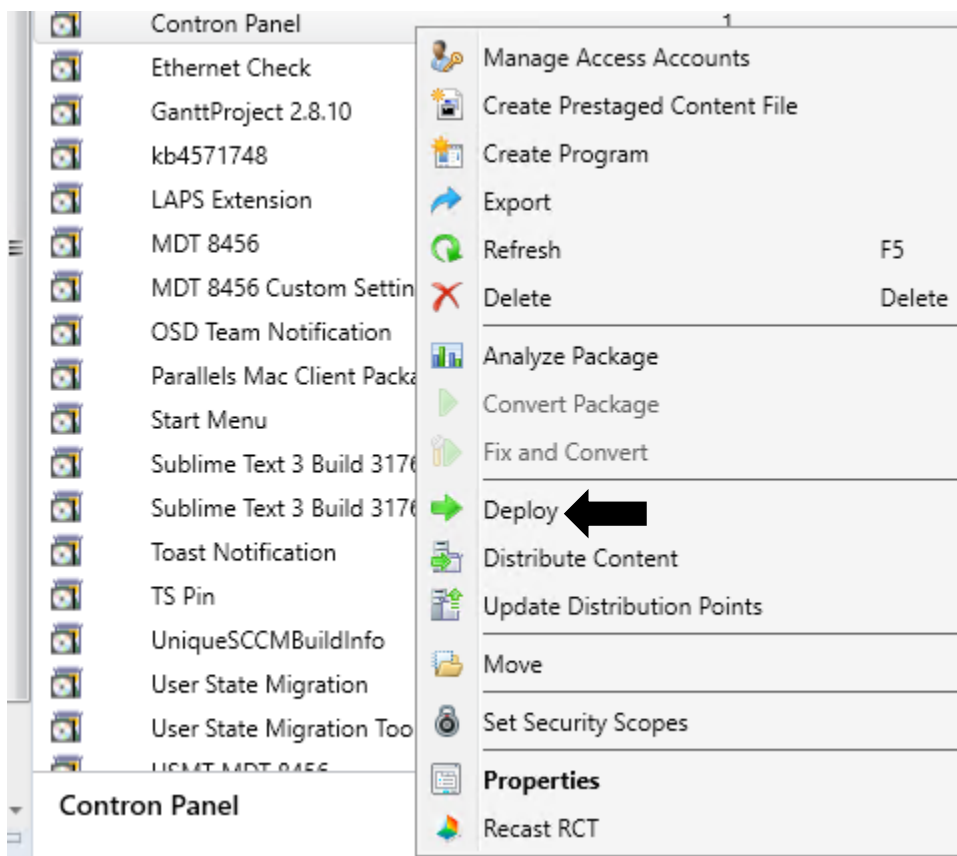 Contron Panel 1
Ethernet Check
GanttProject 2.8.10
kb4571748
LAPS Extension
MDT 8456
MDT 8456 Custom Settin
OSD Team Notification
Parallels Mac Client Packa
Start Menu
Sublime Text 3 Build 3176
Sublime Text 3 Build 3176
Toast Notification
TS Pin
UniqueSCCMBuildInfo
User State Migration
User State Migration Too
USMT MDT 8456
Contron Panel
Manage Access Accounts
Create Prestaged Content File
Create Program
Export
Refresh F5
Delete Delete
Analyze Package
Convert Package
Fix and Convert
Deploy
Distribute Content
Update Distribution Points
Move
Set Security Scopes
Properties
Recast RCT